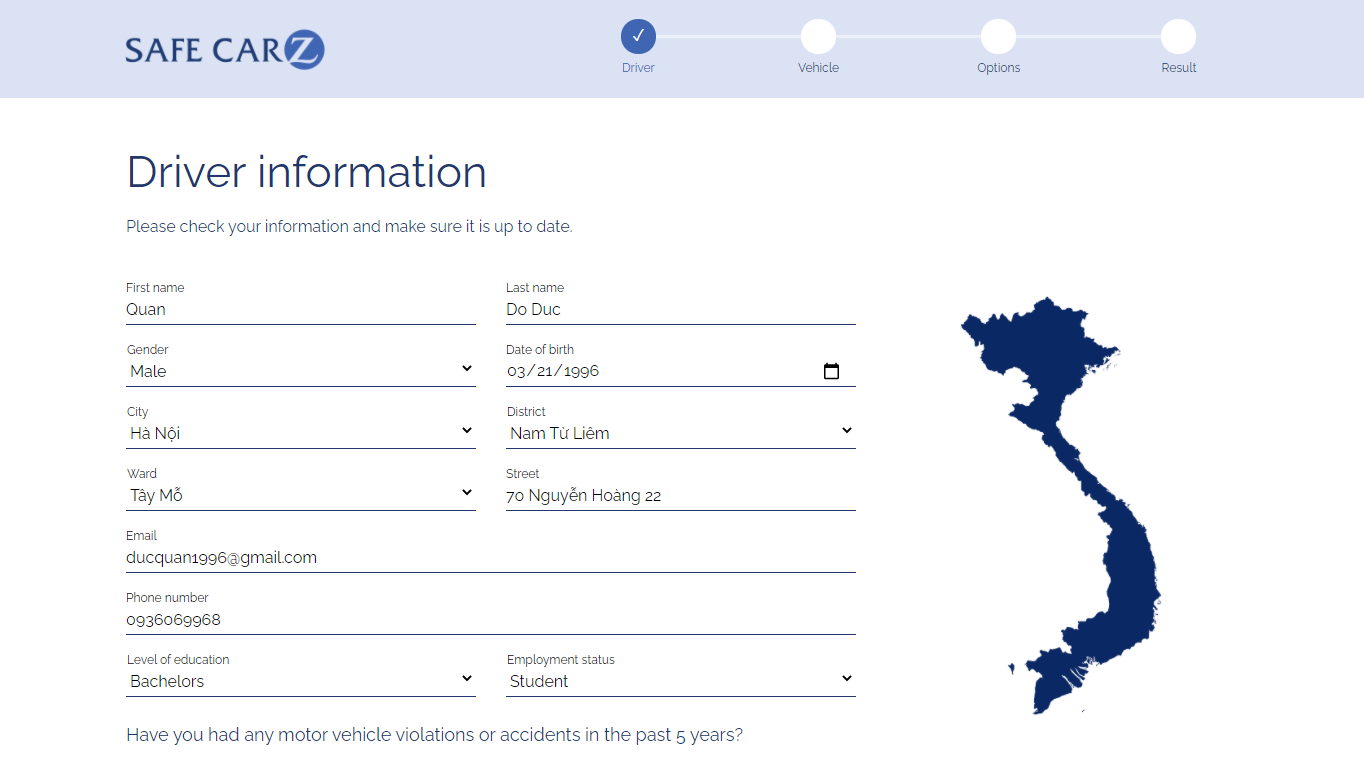 SAFE CARZ
Driver
Vehicle
Options
Result
Driver information
Please check your information and make sure it is up to date.
First name
Last name
Quan
Do Duc
Gender
Date of birth
Male
03/21/1996
City
District
Hà Nội
Nam Từ Liêm
Ward
Street
Tây Mỗ
70 Nguyễn Hoàng 22
Email
ducquan1996@gmail.com
Phone number
0936069968
Level of education
Employment status
Bachelors
Student
Have you had any motor vehicle violations or accidents in the past 5 years?